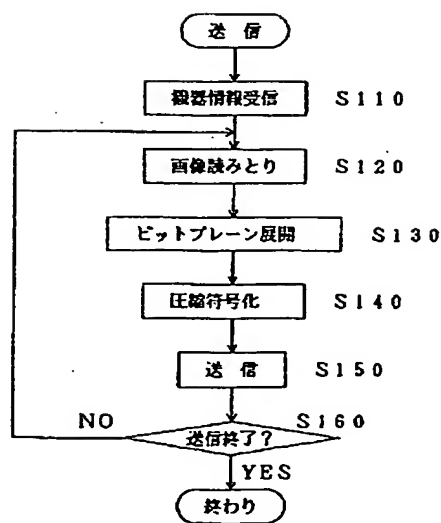 送 信
機器情報受信 S110
画像読みとり S120
ビットプレーン展開 S130
圧縮符号化 S140
送 信 S150
NO S160
送信終了?
YES
終わり